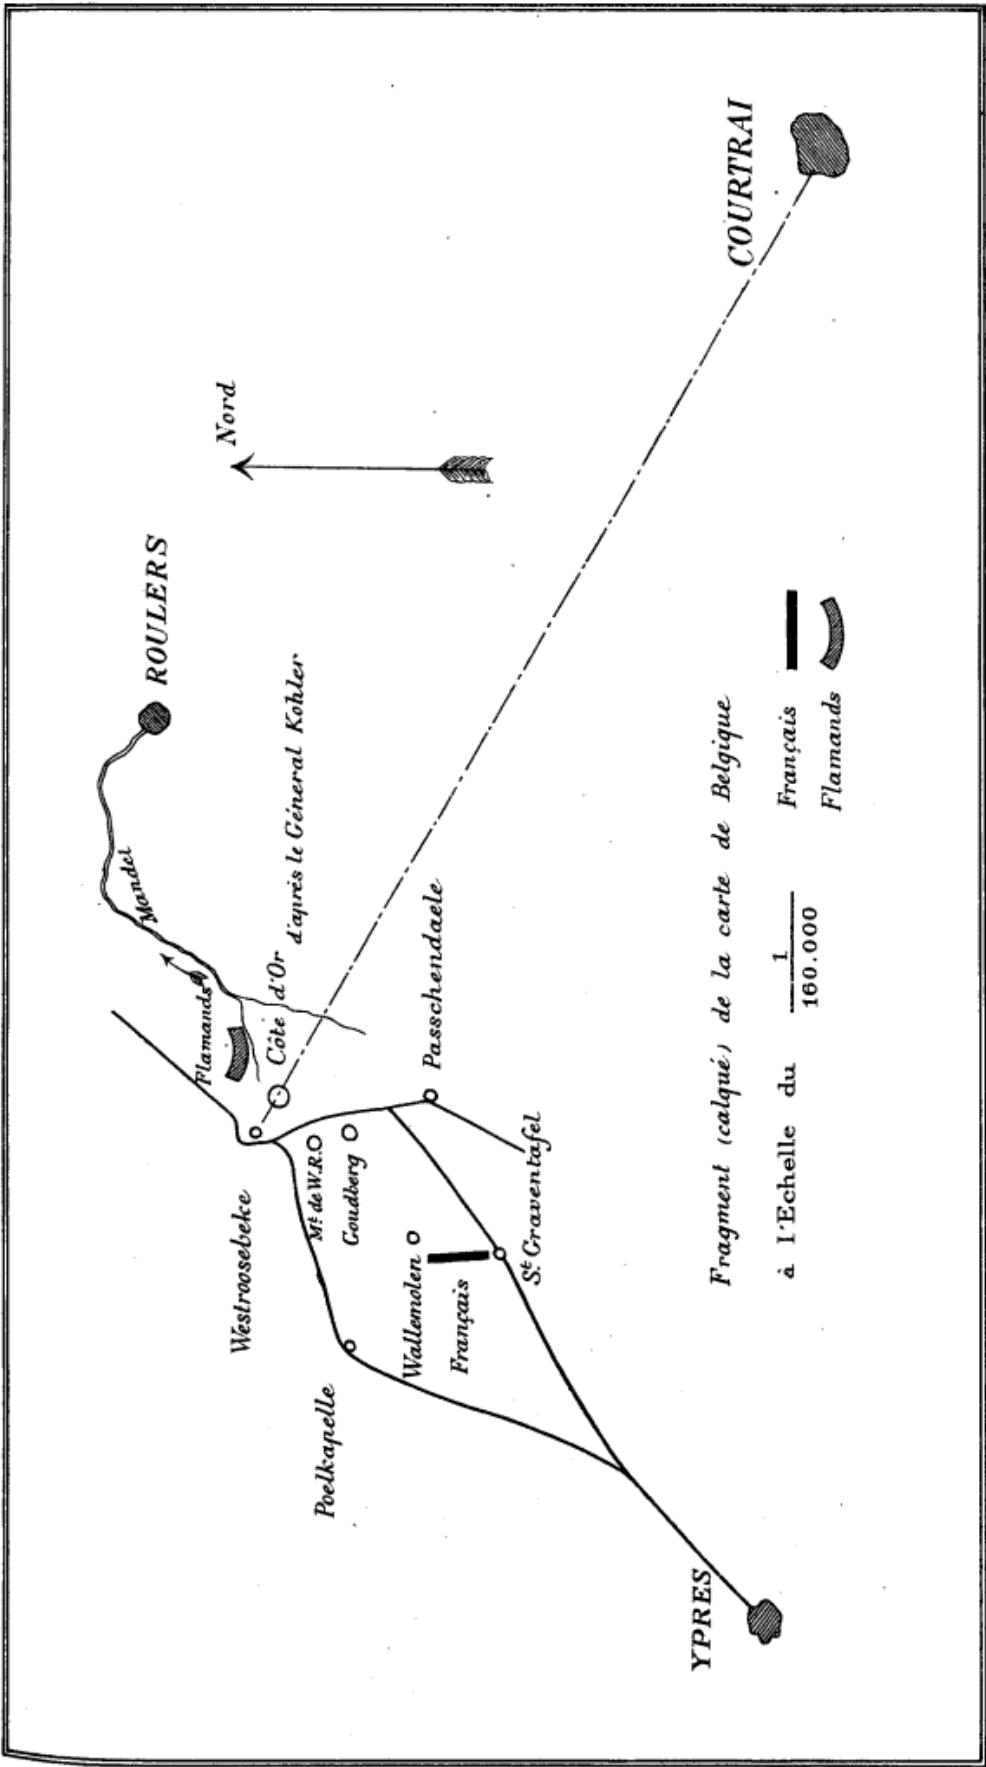 Nord
ROULERS
COURTRAI
Mandel
Flamands
Côte d'Or
d'après le Géneral Kohler
Westroosebeke
Mt. de W.R.
Goudberg
Passchendaele
Poelkapelle
Wallemolen
Français
St Graventafel
YPRES
Fragment (calqué) de la carte de Belgique
à l'Echelle du 1
160.000
Français
Flamands